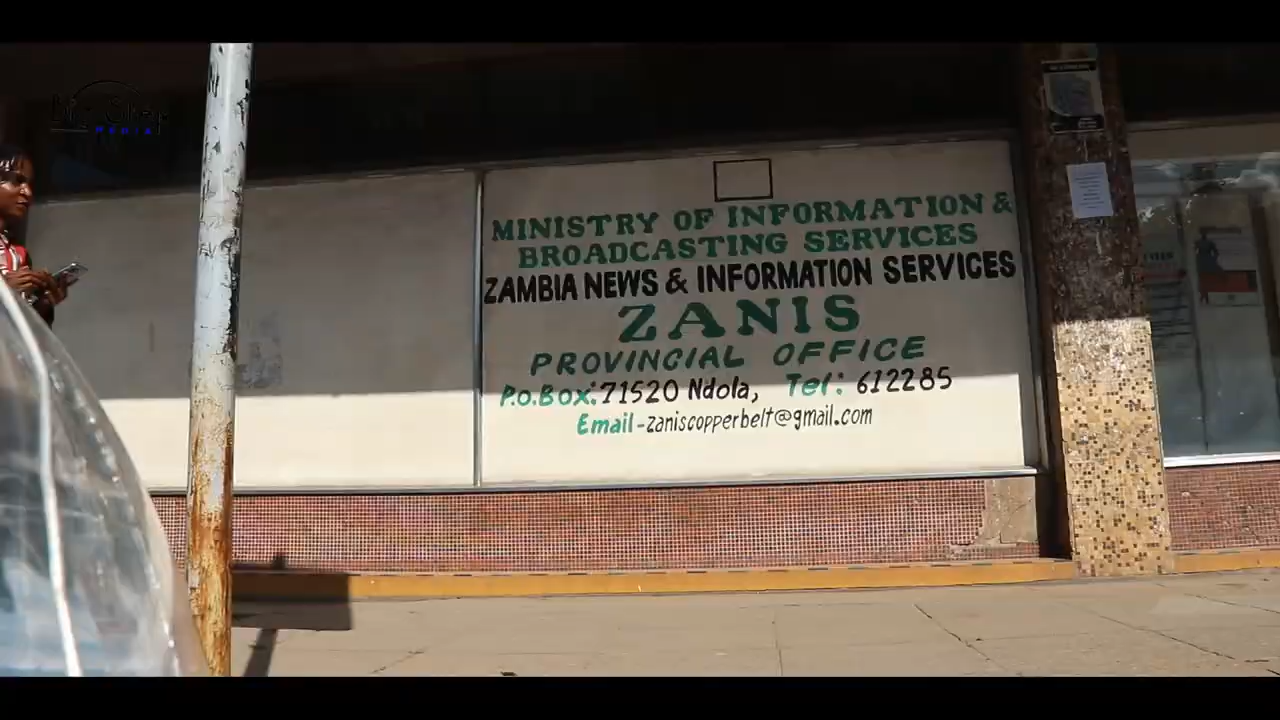 MINISTRY OF INFORMATION &
BROADCASTING SERVICES
ZAMBIA NEWS & INFORMATION SERVICES
ZANIS
PROVINCIAL OFFICE
P.o.Box:71520 Ndola, Tel: 612285
Email-zaniscopperbelt@gmail.com
MEDIA